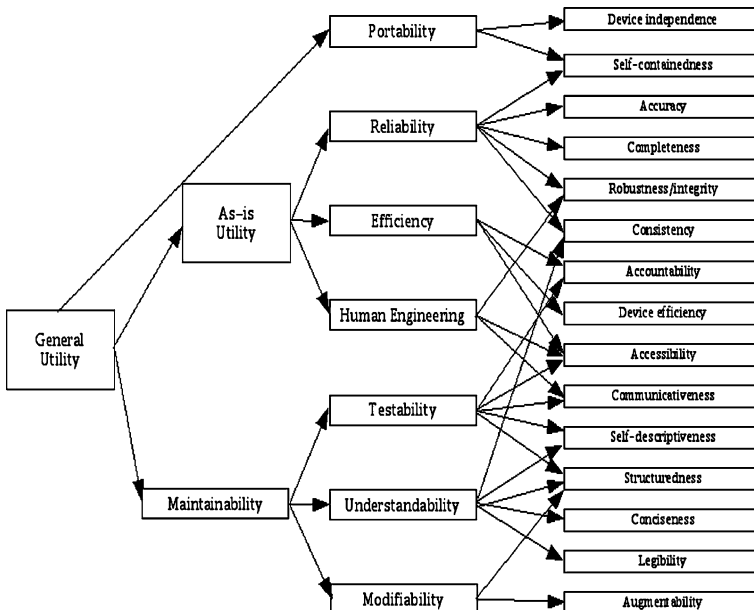 Portability
Reliability
Efficiency
Human Engineering
Testability
Understandability
Modifiability
As-is
Utility
General
Utility
Maintainability
Device independence
Self-containedness
Accuracy
Completeness
Robustness/integrity
Consistency
Accountability
Device efficiency
Accessibility
Communicativeness
Self-descriptiveness
Structuredness
Conciseness
Legibility
Augmentability